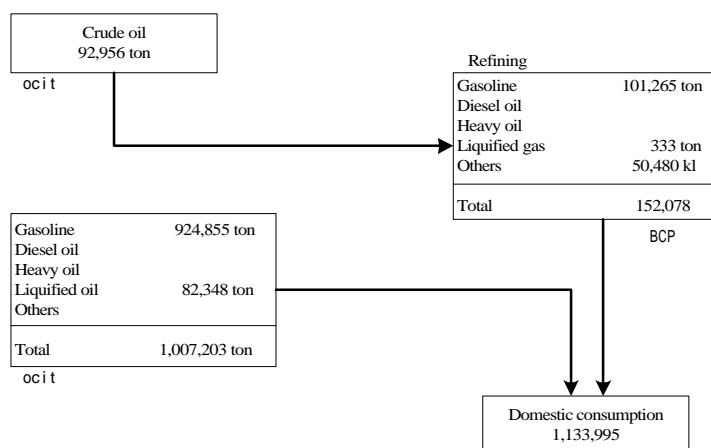 Crude oil
92,956 ton
ocit
Refining
Gasoline 101,265 ton
Diesel oil
Heavy oil
Liquified gas 333 ton
Others 50,480 kl
Total 152,078
BCP
Gasoline 924,855 ton
Diesel oil
Heavy oil
Liquified oil 82,348 ton
Others
Total 1,007,203 ton
ocit
Domestic consumption
1,133,995